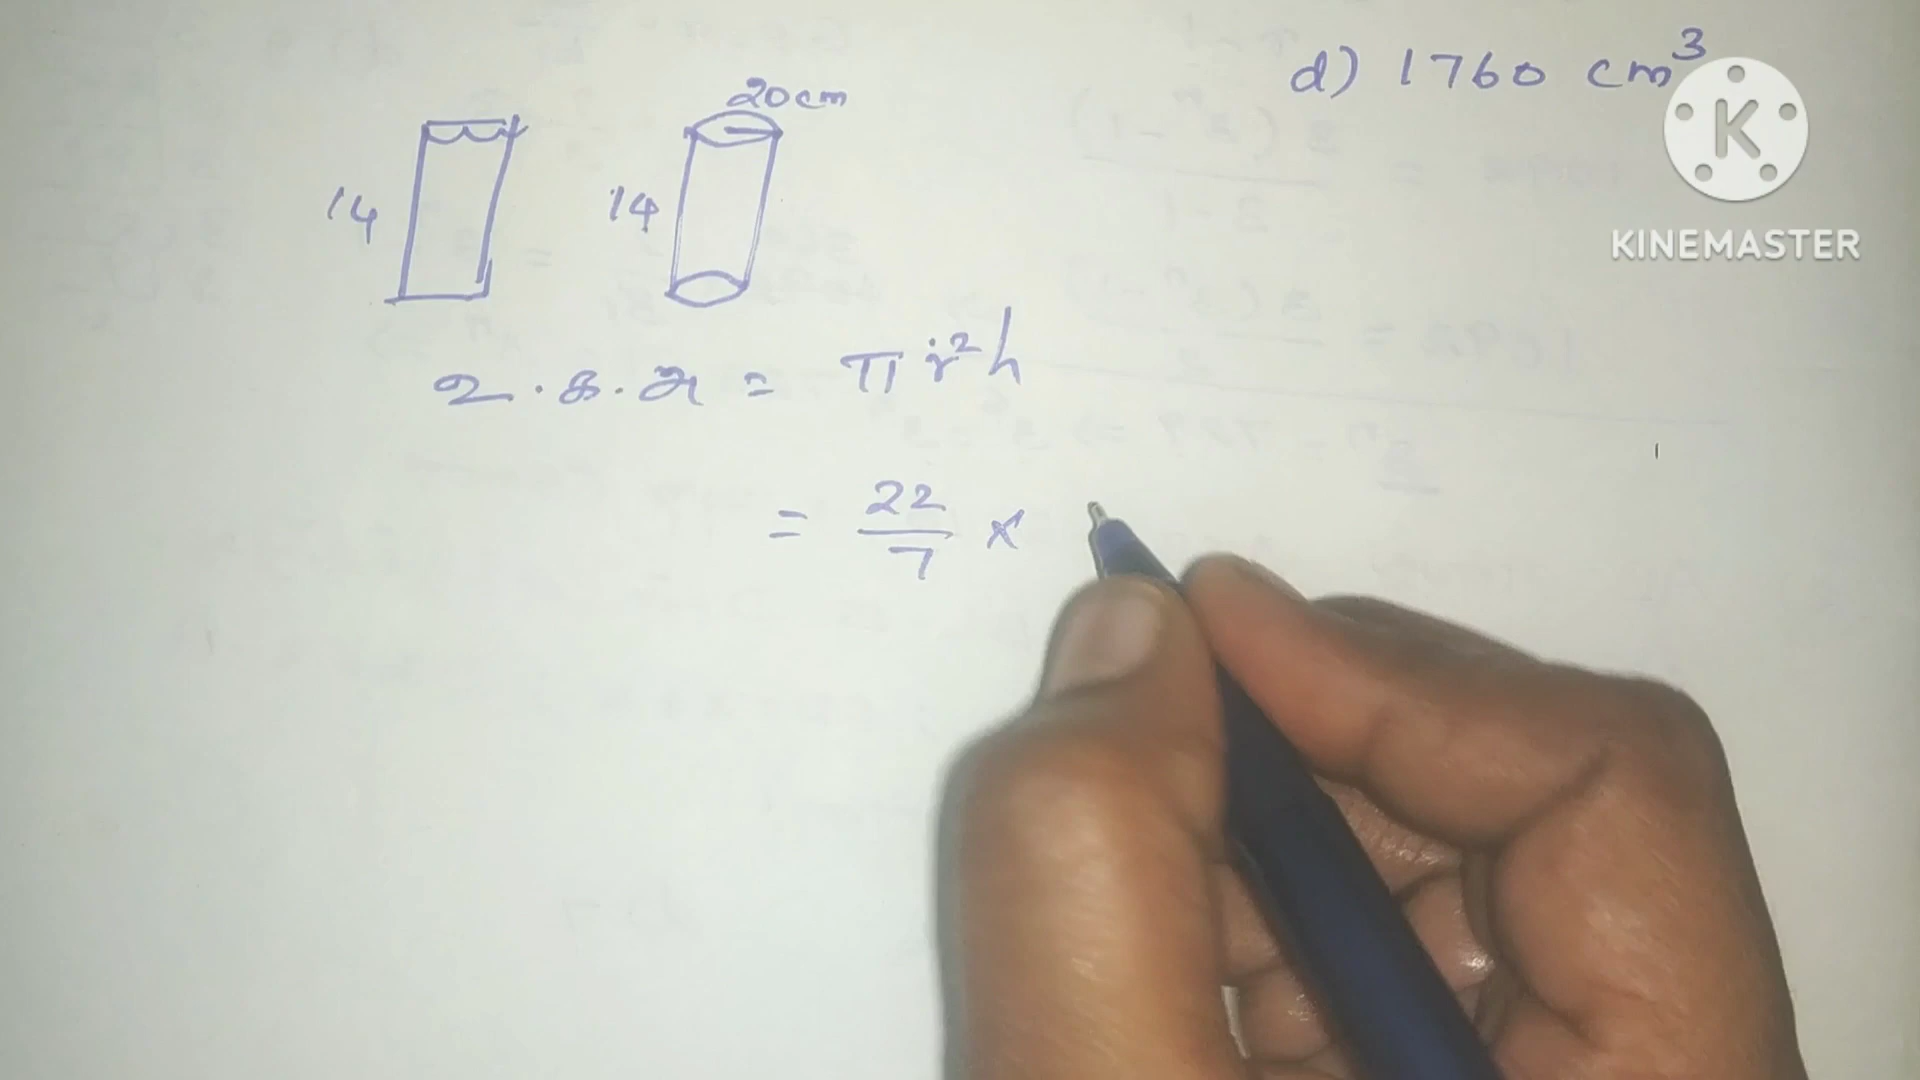 d) 1760 cm³
20cm
14 14
உ.க.அ = πr²h
= 22/7 ×
KINEMASTER